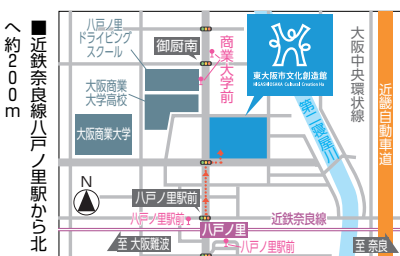 ■近鉄奈良線八戸ノ里駅から北
へ約200m
八戸ノ里
ドライビング
スクール
御厨南
商業大学前
東大阪市文化創造館
HIGASHIOSAKA Cultural Creation Ha
大阪中央環状線
近畿自動車道
大阪商業
大学高校
大阪商業大学
第二寝屋川
N
八戸ノ里駅前
八戸ノ里駅前
近鉄奈良線
八戸ノ里
至 大阪難波
八戸ノ里駅前
至 奈良